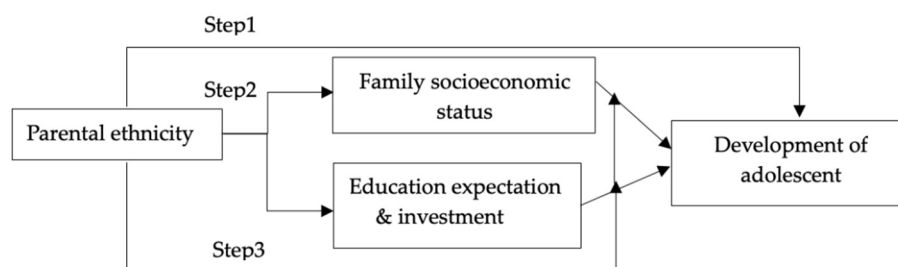 Step1
Step2
Family socioeconomic
status
Parental ethnicity
Development of
adolescent
Education expectation
& investment
Step3